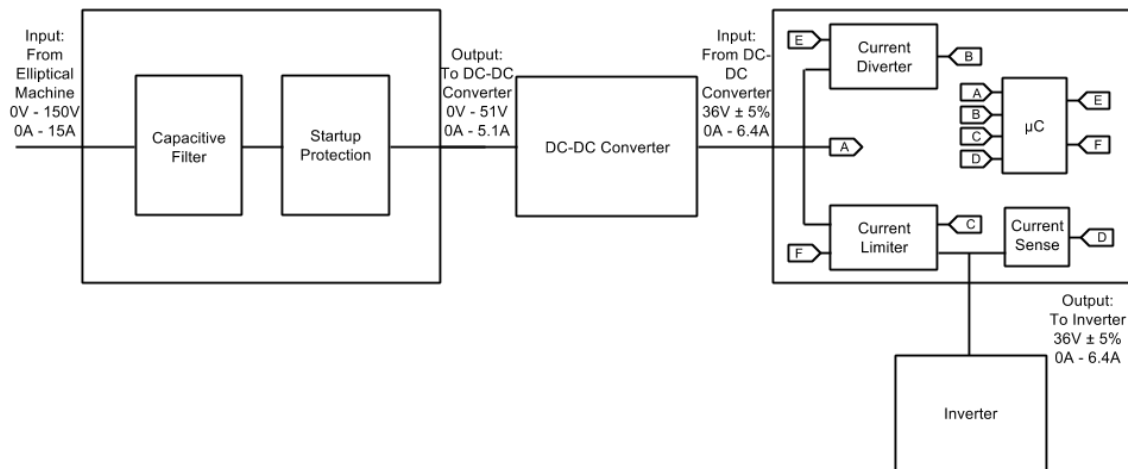 Input:
From
Elliptical
Machine
0V - 150V
0A - 15A
Capacitive
Filter
Startup
Protection
Output:
To DC-DC
Converter
0V - 51V
0A - 5.1A
DC-DC Converter
Input:
From DC-
DC
Converter
36V ± 5%
0A - 6.4A
E
Current
Diverter
B
A
A
B
C
D
µC
E
F
F
Current
Limiter
C
Current
Sense
D
Output:
To Inverter
36V ± 5%
0A - 6.4A
Inverter